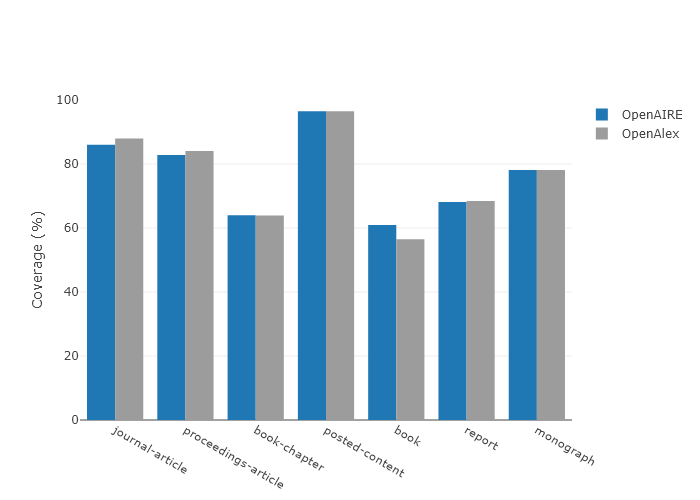 100
80
60
40
20
0
Coverage (%)
journal-article
proceedings-article
book-chapter
posted-content
book
report
monograph
OpenAIRE
OpenAlex